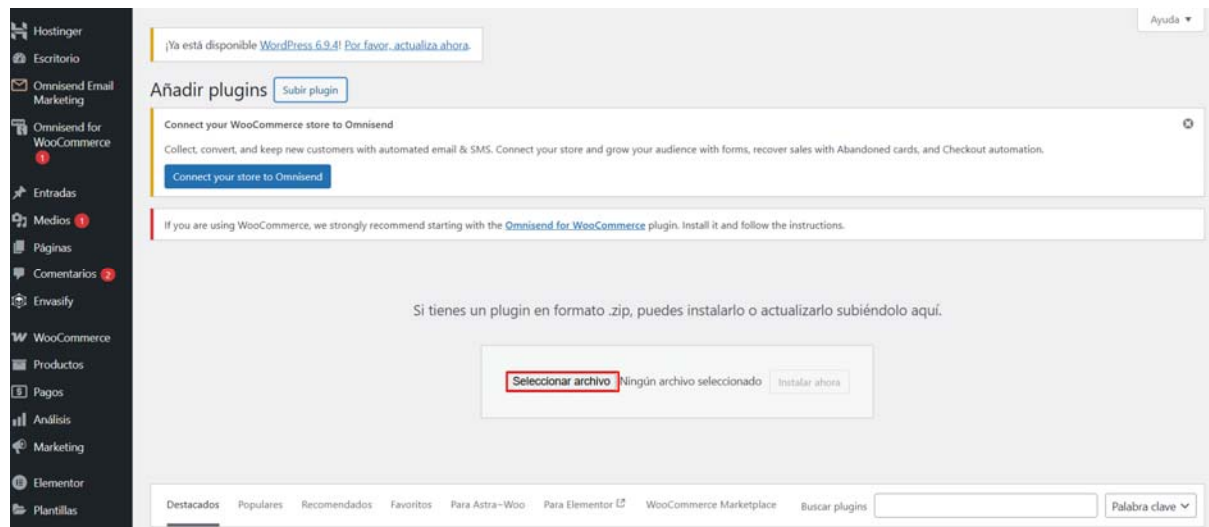 Hostinger
Escritorio
Omnisend Email
Marketing
Omnisend for
WooCommerce
1
Entradas
Medios 1
Páginas
Comentarios 2
Envasify
WooCommerce
Productos
Pagos
Análisis
Marketing
Elementor
Plantillas
Ayuda
¡Ya está disponible WordPress 6.9.4! Por favor, actualiza ahora.
Añadir plugins Subir plugin
Connect your WooCommerce store to Omnisend
Collect, convert, and keep new customers with automated email & SMS. Connect your store and grow your audience with forms, recover sales with Abandoned cards, and Checkout automation.
Connect your store to Omnisend
If you are using WooCommerce, we strongly recommend starting with the Omnisend for WooCommerce plugin. Install it and follow the instructions.
Si tienes un plugin en formato .zip, puedes instalarlo o actualizarlo subiéndolo aquí.
Seleccionar archivo Ningún archivo seleccionado Instalar ahora
Destacados Populares Recomendados Favoritos Para Astra-Woo Para Elementor WooCommerce Marketplace Buscar plugins Palabra clave